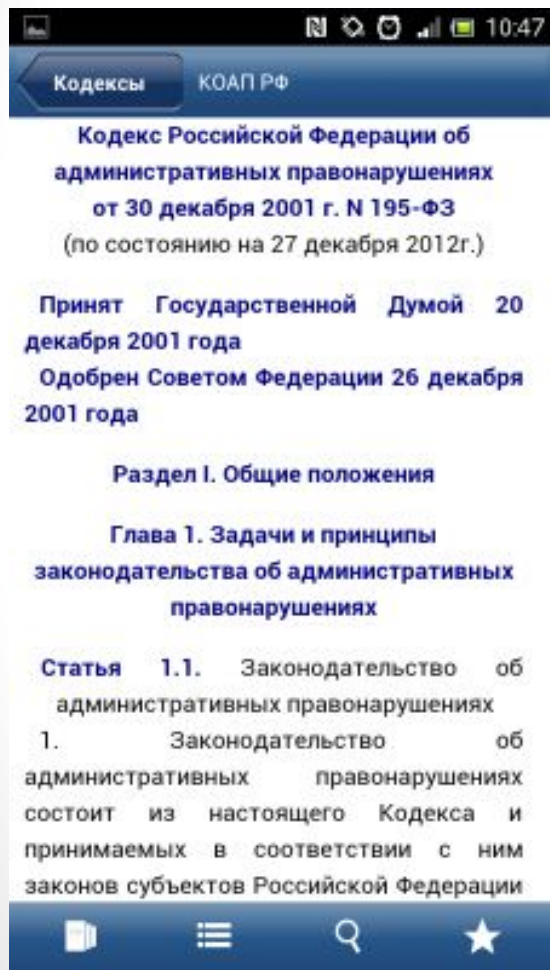 10:47
Кодексы КОАП РФ
Кодекс Российской Федерации об
административных правонарушениях
от 30 декабря 2001 г. N 195-ФЗ
(по состоянию на 27 декабря 2012г.)
Принят Государственной Думой 20
декабря 2001 года
Одобрен Советом Федерации 26 декабря
2001 года
Раздел I. Общие положения
Глава 1. Задачи и принципы
законодательства об административных
правонарушениях
Статья 1.1. Законодательство об
административных правонарушениях
1. Законодательство об
административных правонарушениях
состоит из настоящего Кодекса и
принимаемых в соответствии с ним
законов субъектов Российской Федерации